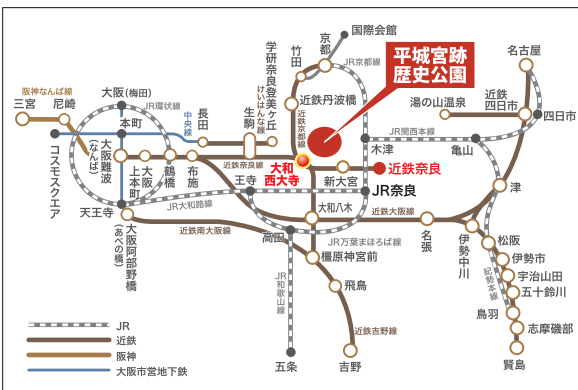 国際会館
京都
竹田
JR京都線
平城宮跡
歴史公園
名古屋
学研奈良登美ヶ丘
けいはんな線
近鉄丹波橋
近鉄京都線
近鉄
四日市
湯の山温泉
四日市
大阪(梅田)
阪神なんば線
三宮
尼崎
JR環状線
本町
中央線
長田
生駒
JR関西本線
木津
亀山
コスモスクエア
大阪難波
(なんば)
大阪
上本町
鶴橋
布施
近鉄奈良線
大和
西大寺
新大宮
近鉄奈良
王寺
JR奈良
津
天王寺
JR大和路線
大和八木
近鉄大阪線
名張
伊勢中川
大阪阿部野橋
(あべの橋)
近鉄南大阪線
高田
JR万葉まほろば線
橿原神宮前
松阪
伊勢市
宇治山田
五十鈴川
紀勢本線
JR和歌山線
飛鳥
鳥羽
志摩磯部
近鉄吉野線
五条
吉野
賢島
JR
近鉄
阪神
大阪市営地下鉄